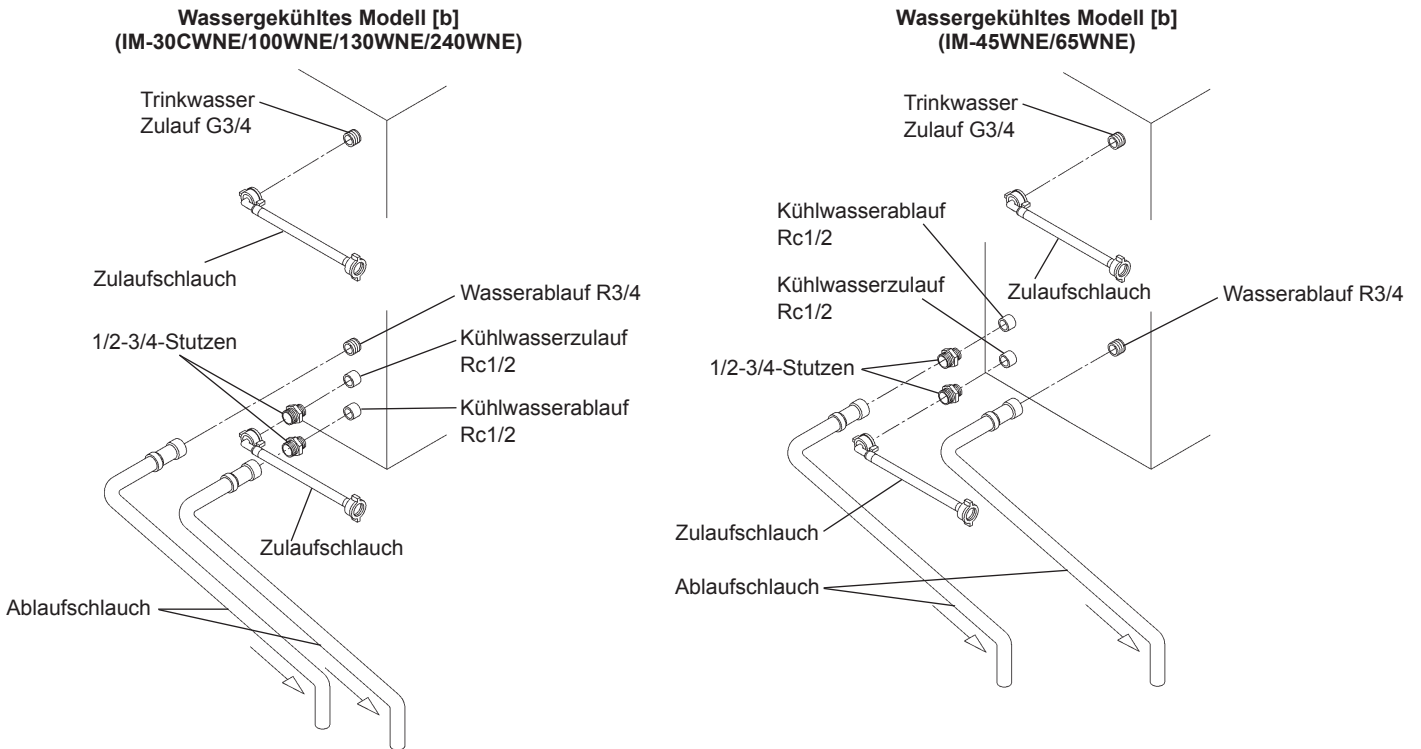 Wassergekühltes Modell [b]
(IM-30CWNE/100WNE/130WNE/240WNE)
Trinkwasser
Zulauf G3/4
Zulaufschlauch
Wasserablauf R3/4
1/2-3/4-Stutzen
Kühlwasserzulauf
Rc1/2
Kühlwasserablauf
Rc1/2
Zulaufschlauch
Ablaufschlauch
Wassergekühltes Modell [b]
(IM-45WNE/65WNE)
Trinkwasser
Zulauf G3/4
Kühlwasserablauf
Rc1/2
Kühlwasserzulauf
Rc1/2
Zulaufschlauch
Wasserablauf R3/4
1/2-3/4-Stutzen
Zulaufschlauch
Ablaufschlauch